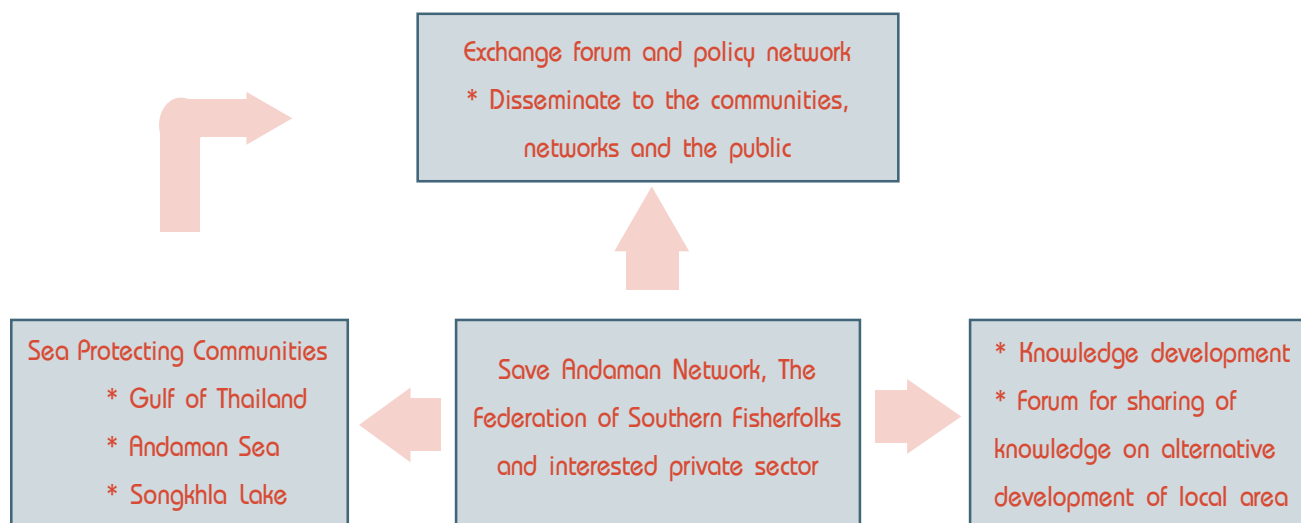 Exchange forum and policy network
* Disseminate to the communities,
networks and the public
Sea Protecting Communities
* Gulf of Thailand
* Andaman Sea
* Songkhla Lake
Save Andaman Network, The
Federation of Southern Fisherfolks
and interested private sector
* Knowledge development
* Forum for sharing of
knowledge on alternative
development of local area